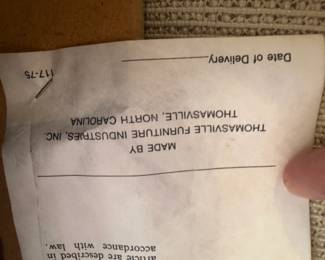 article are described in
accordance with law.
MADE BY
THOMASVILLE FURNITURE INDUSTRIES, INC.
THOMASVILLE, NORTH CAROLINA
Date of Delivery
117-75